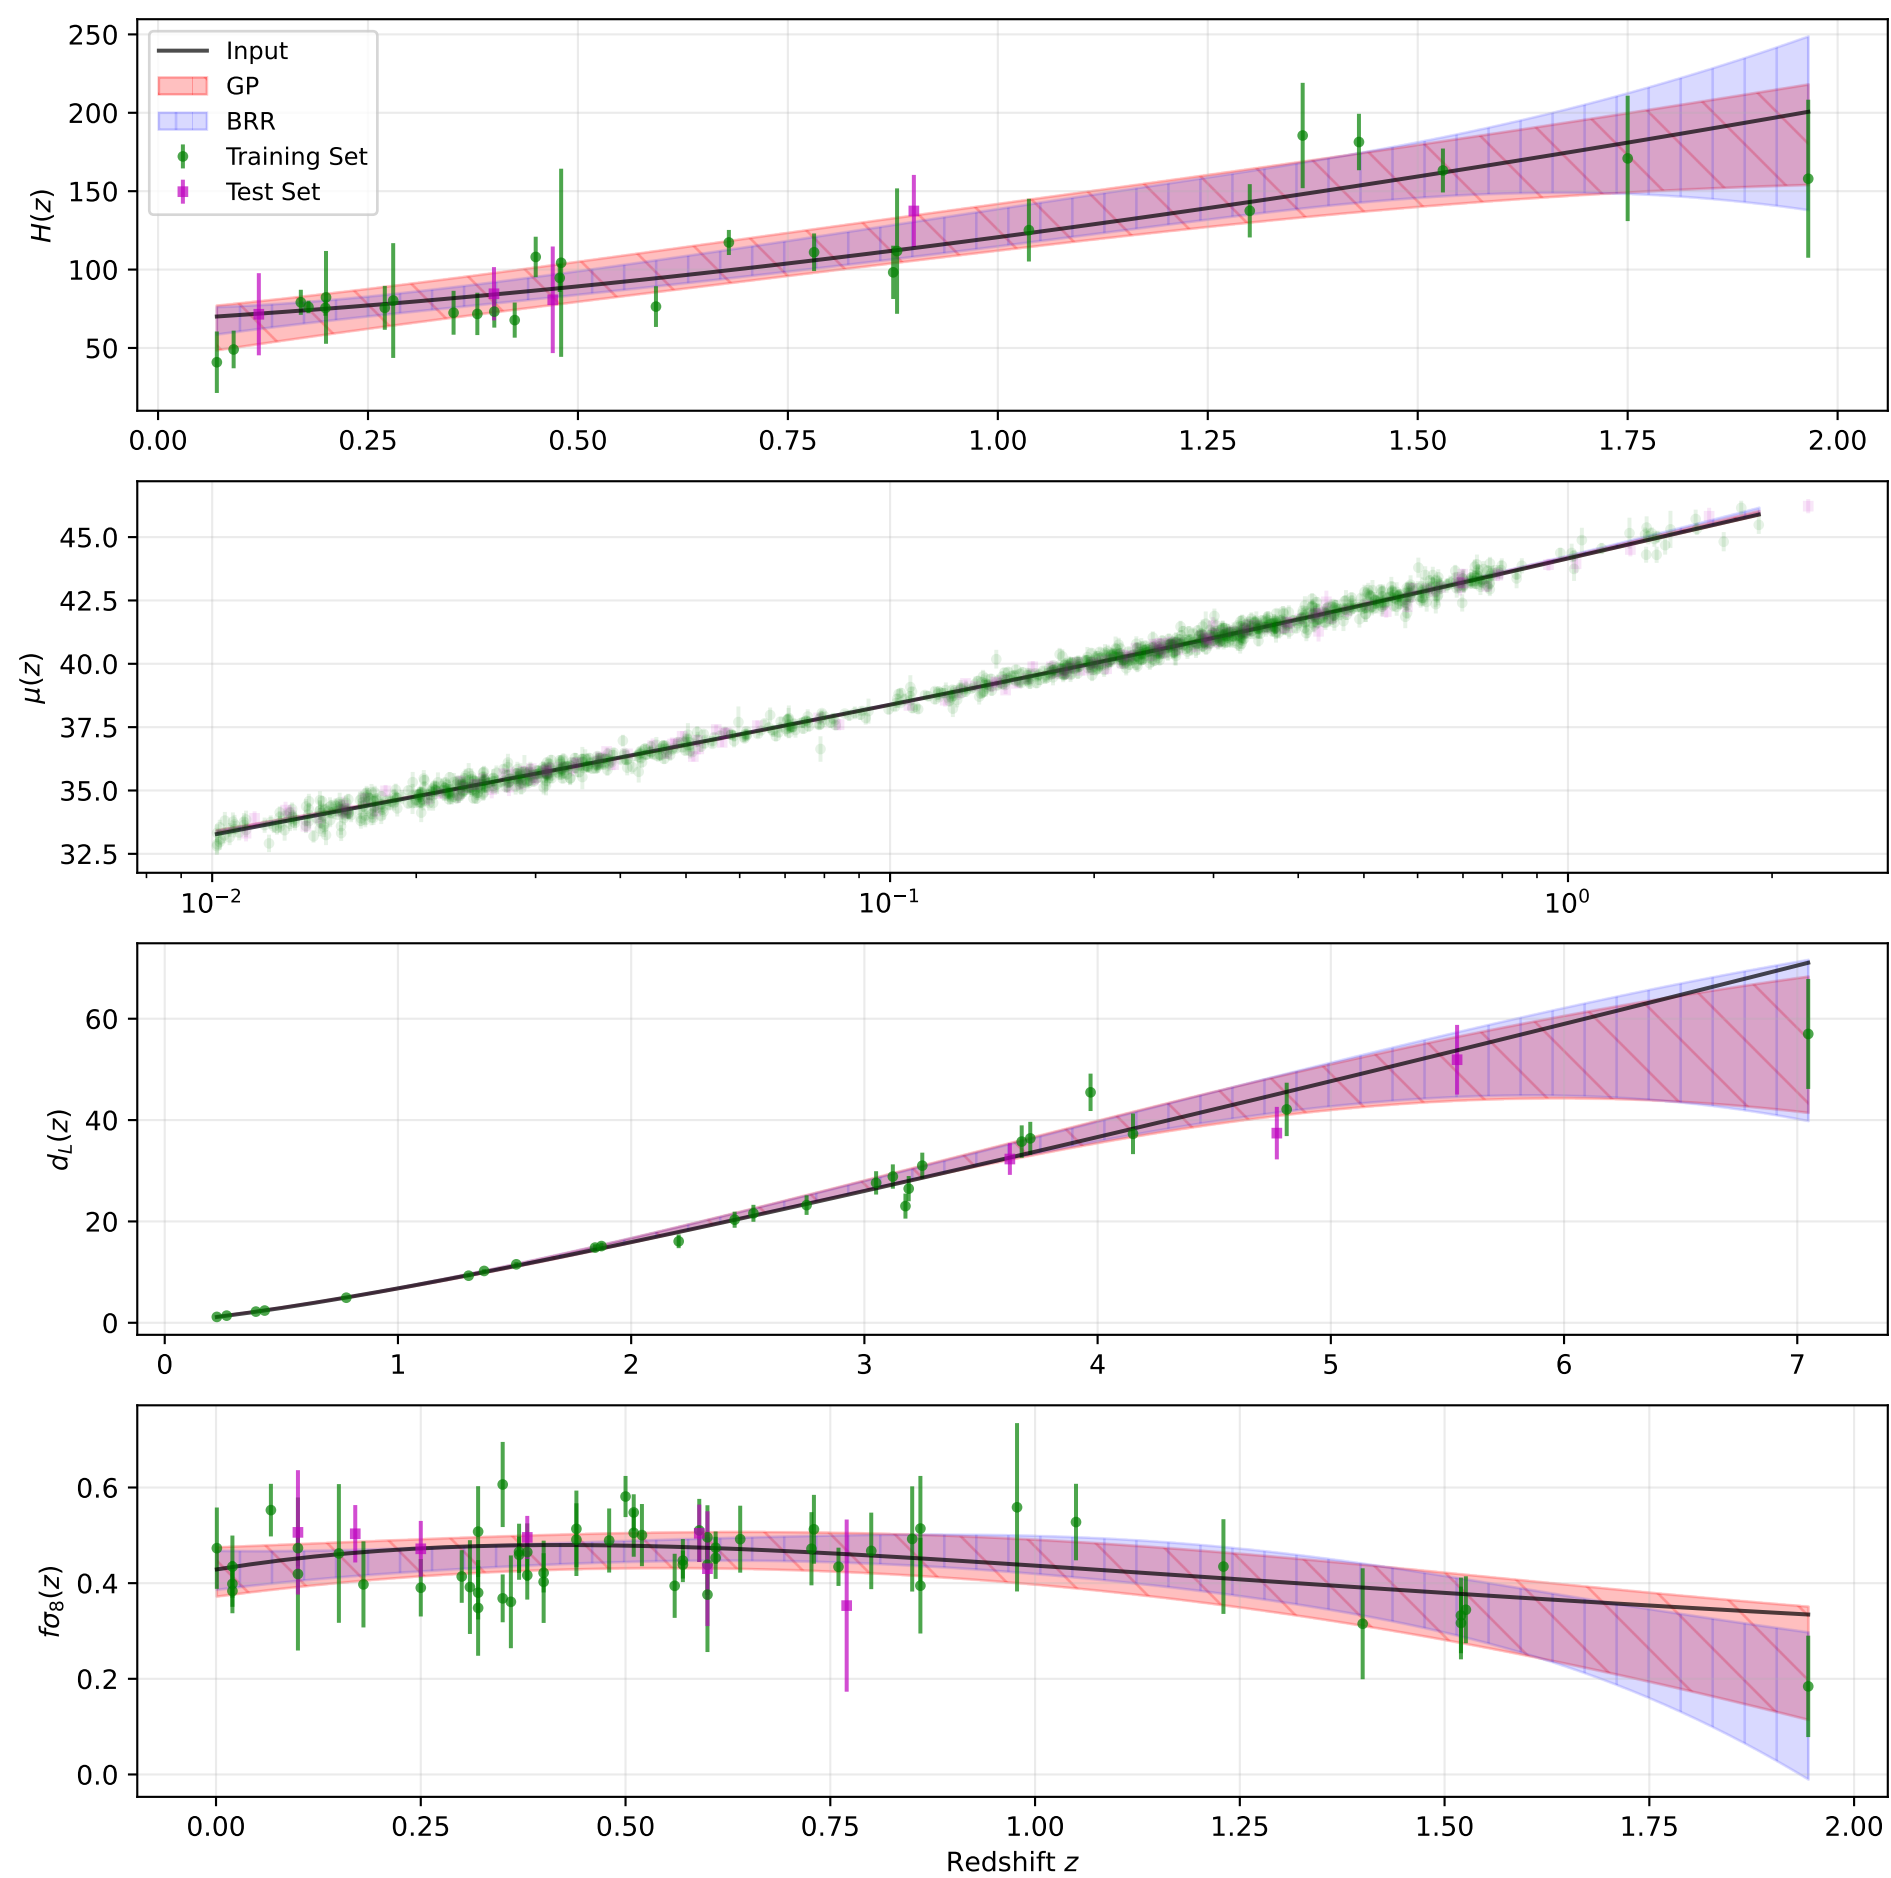 250
200
150
100
50
H(z)
Input
GP
BRR
Training Set
Test Set
0.00 0.25 0.50 0.75 1.00 1.25 1.50 1.75 2.00
45.0
42.5
40.0
37.5
35.0
32.5
μ(z)
10⁻² 10⁻¹ 10⁰
60
40
20
0
d_L(z)
0 1 2 3 4 5 6 7
0.6
0.4
0.2
0.0
fσ₈(z)
0.00 0.25 0.50 0.75 1.00 1.25 1.50 1.75 2.00
Redshift z